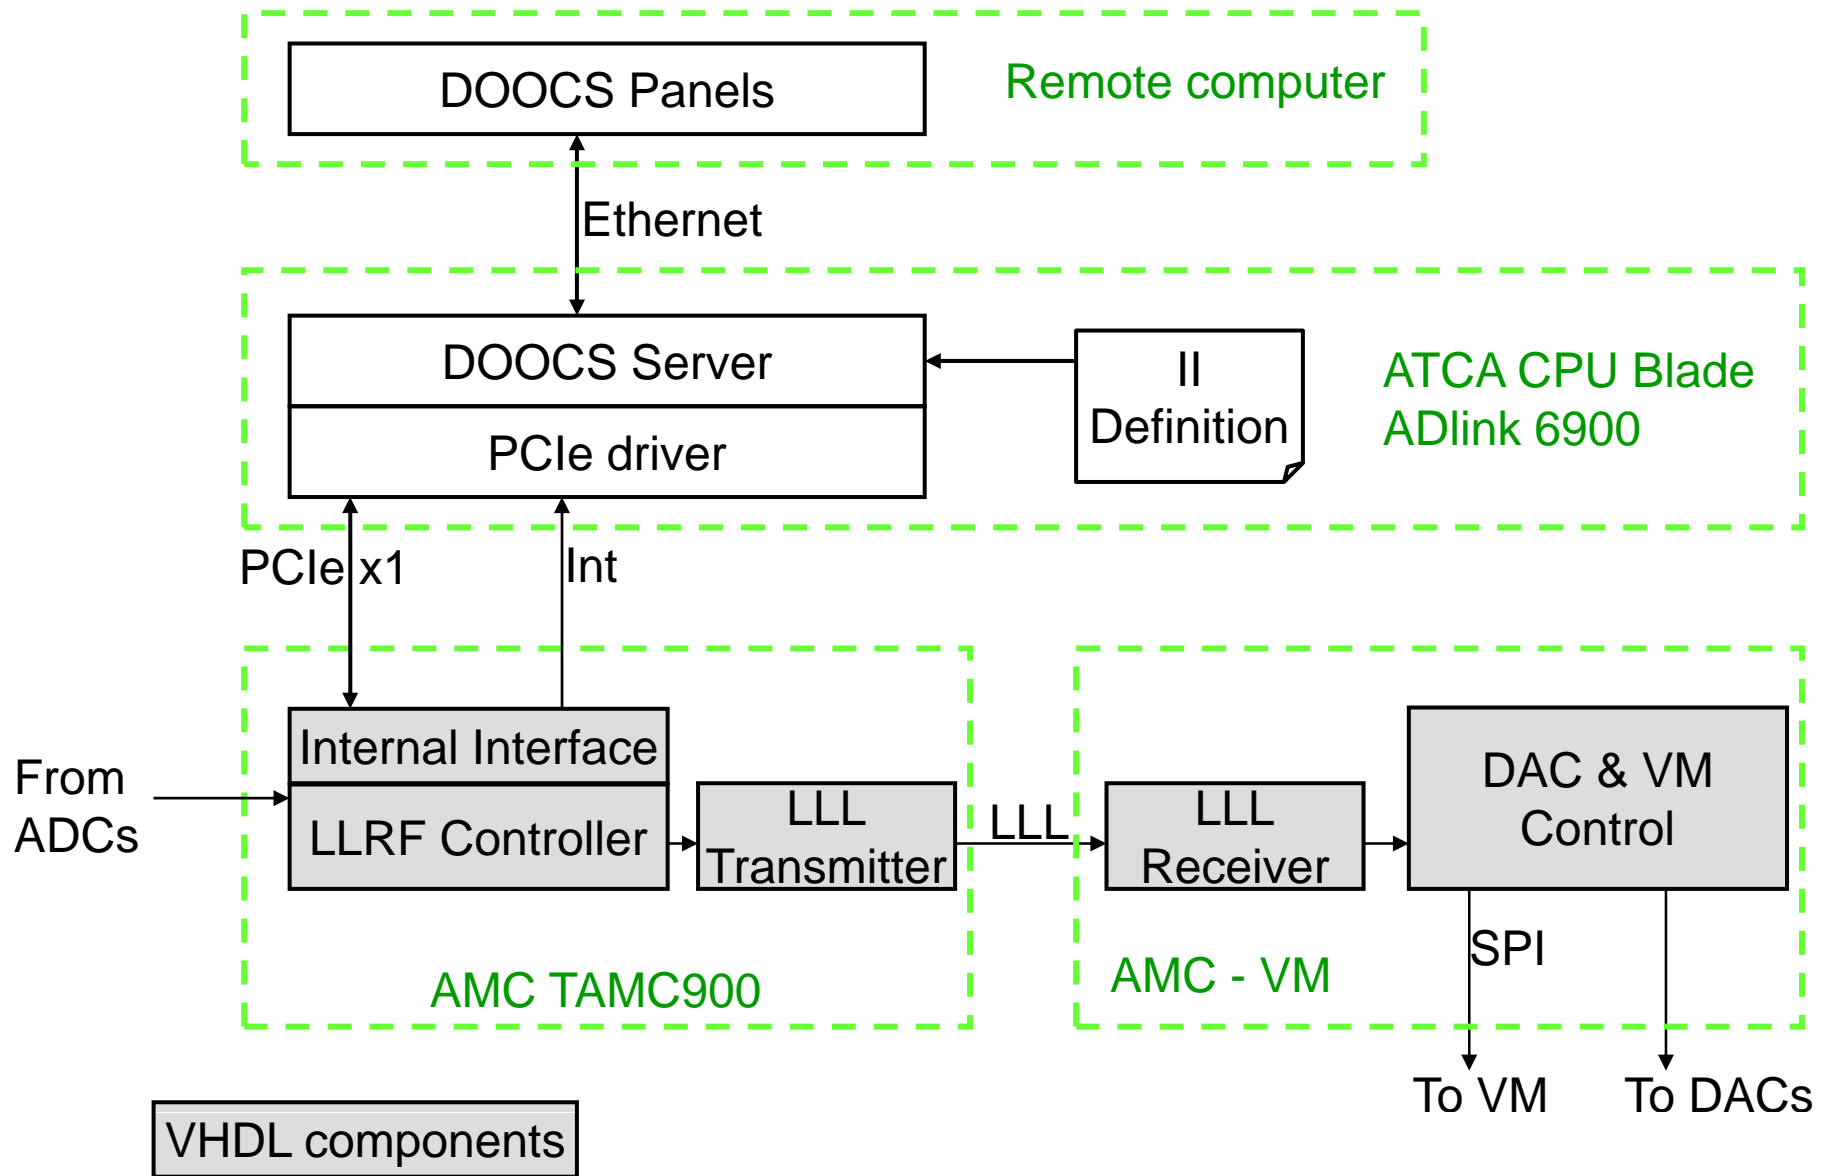 DOOCS Panels
Remote computer
Ethernet
DOOCS Server
PCIe driver
II
Definition
ATCA CPU Blade
ADlink 6900
PCIe x1
Int
Internal Interface
LLRF Controller
From
ADCs
LLL
Transmitter
LLL
LLL
Receiver
DAC & VM
Control
AMC TAMC900
AMC - VM
SPI
To VM
To DACs
VHDL components